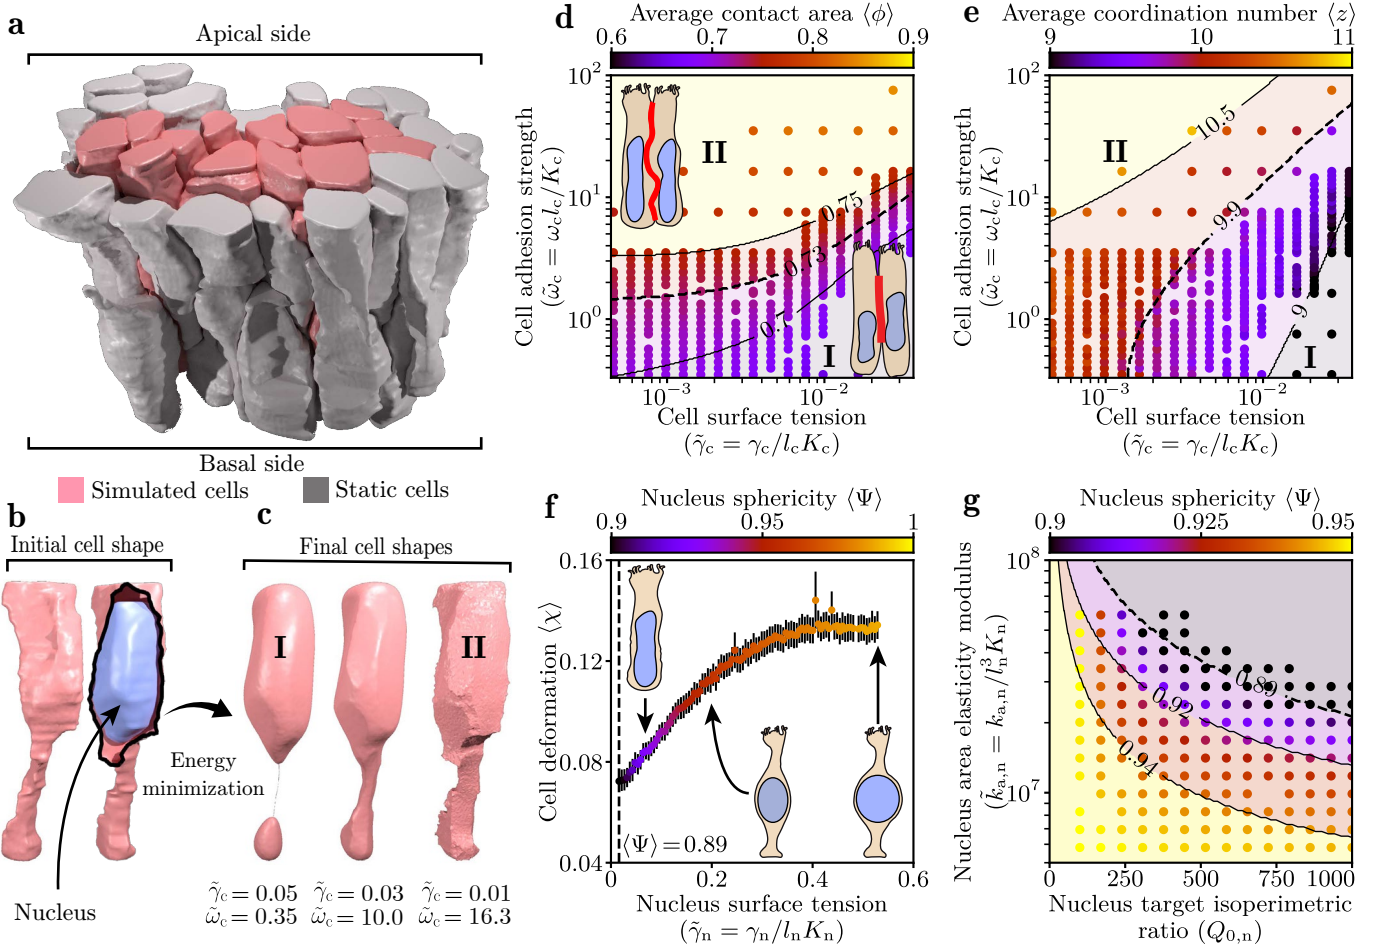 a
Apical side
Basal side
Simulated cells
Static cells
b
Initial cell shape
Nucleus
c
Final cell shapes
I
II
Energy
minimization
γ̃c = 0.05
ω̃c = 0.35
γ̃c = 0.03
ω̃c = 10.0
γ̃c = 0.01
ω̃c = 16.3
d
Average contact area ⟨ϕ⟩
0.6 0.7 0.8 0.9
Cell adhesion strength
(ω̃c = ωclc/Kc)
10² 10¹ 10⁰
II
I
0.75
0.73
0.7
10⁻³ 10⁻²
Cell surface tension
(γ̃c = γc/lcKc)
e
Average coordination number ⟨z⟩
9 10 11
Cell adhesion strength
(ω̃c = ωclc/Kc)
10² 10¹ 10⁰
II
I
10.5
9.9
9
10⁻³ 10⁻²
Cell surface tension
(γ̃c = γc/lcKc)
f
Nucleus sphericity ⟨Ψ⟩
0.9 0.95 1
Cell deformation ⟨χ⟩
0.16 0.12 0.08 0.04
⟨Ψ⟩=0.89
0 0.2 0.4 0.6
Nucleus surface tension
(γ̃n = γn/lnKn)
g
Nucleus sphericity ⟨Ψ⟩
0.9 0.925 0.95
Nucleus area elasticity modulus
(k̃a,n = ka,n/l³nKn)
10⁸ 10⁷
0.89
0.92
0.94
0 250 500 750 1000
Nucleus target isoperimetric
ratio (Q0,n)